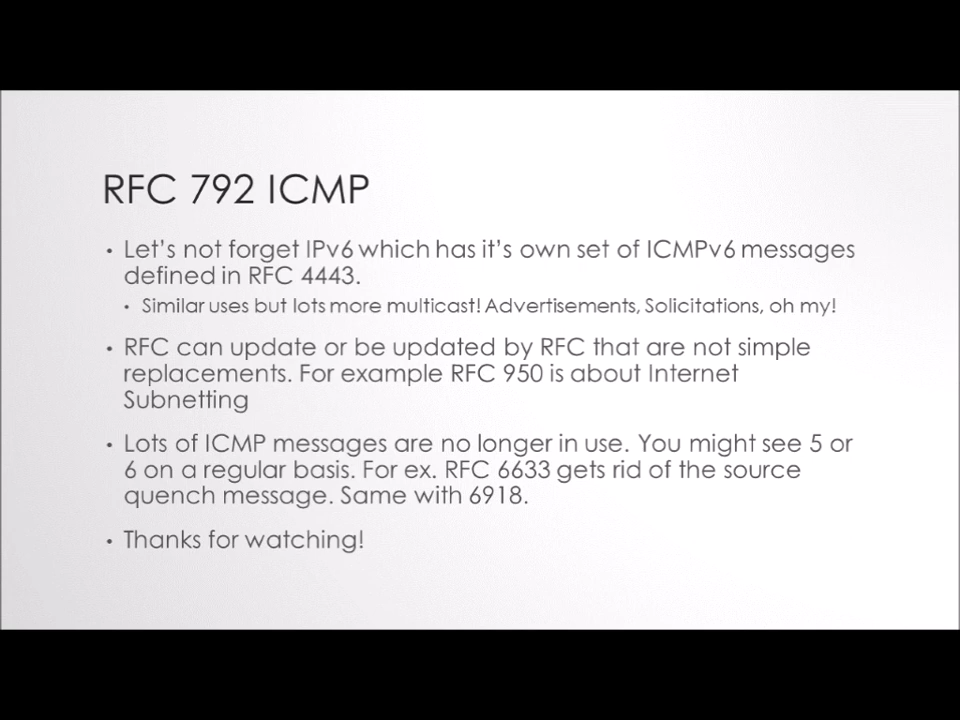 RFC 792 ICMP
• Let's not forget IPv6 which has it's own set of ICMPv6 messages
defined in RFC 4443.
• Similar uses but lots more multicast! Advertisements, Solicitations, oh my!
• RFC can update or be updated by RFC that are not simple
replacements. For example RFC 950 is about Internet
Subnetting
• Lots of ICMP messages are no longer in use. You might see 5 or
6 on a regular basis. For ex. RFC 6633 gets rid of the source
quench message. Same with 6918.
• Thanks for watching!